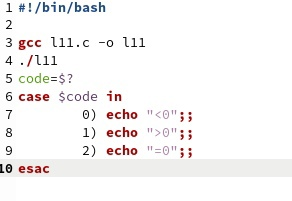 1 #!/bin/bash
2
3 gcc l11.c -o l11
4 ./l11
5 code=$?
6 case $code in
7         0) echo "<0";;
8         1) echo ">0";;
9         2) echo "=0";;
10 esac